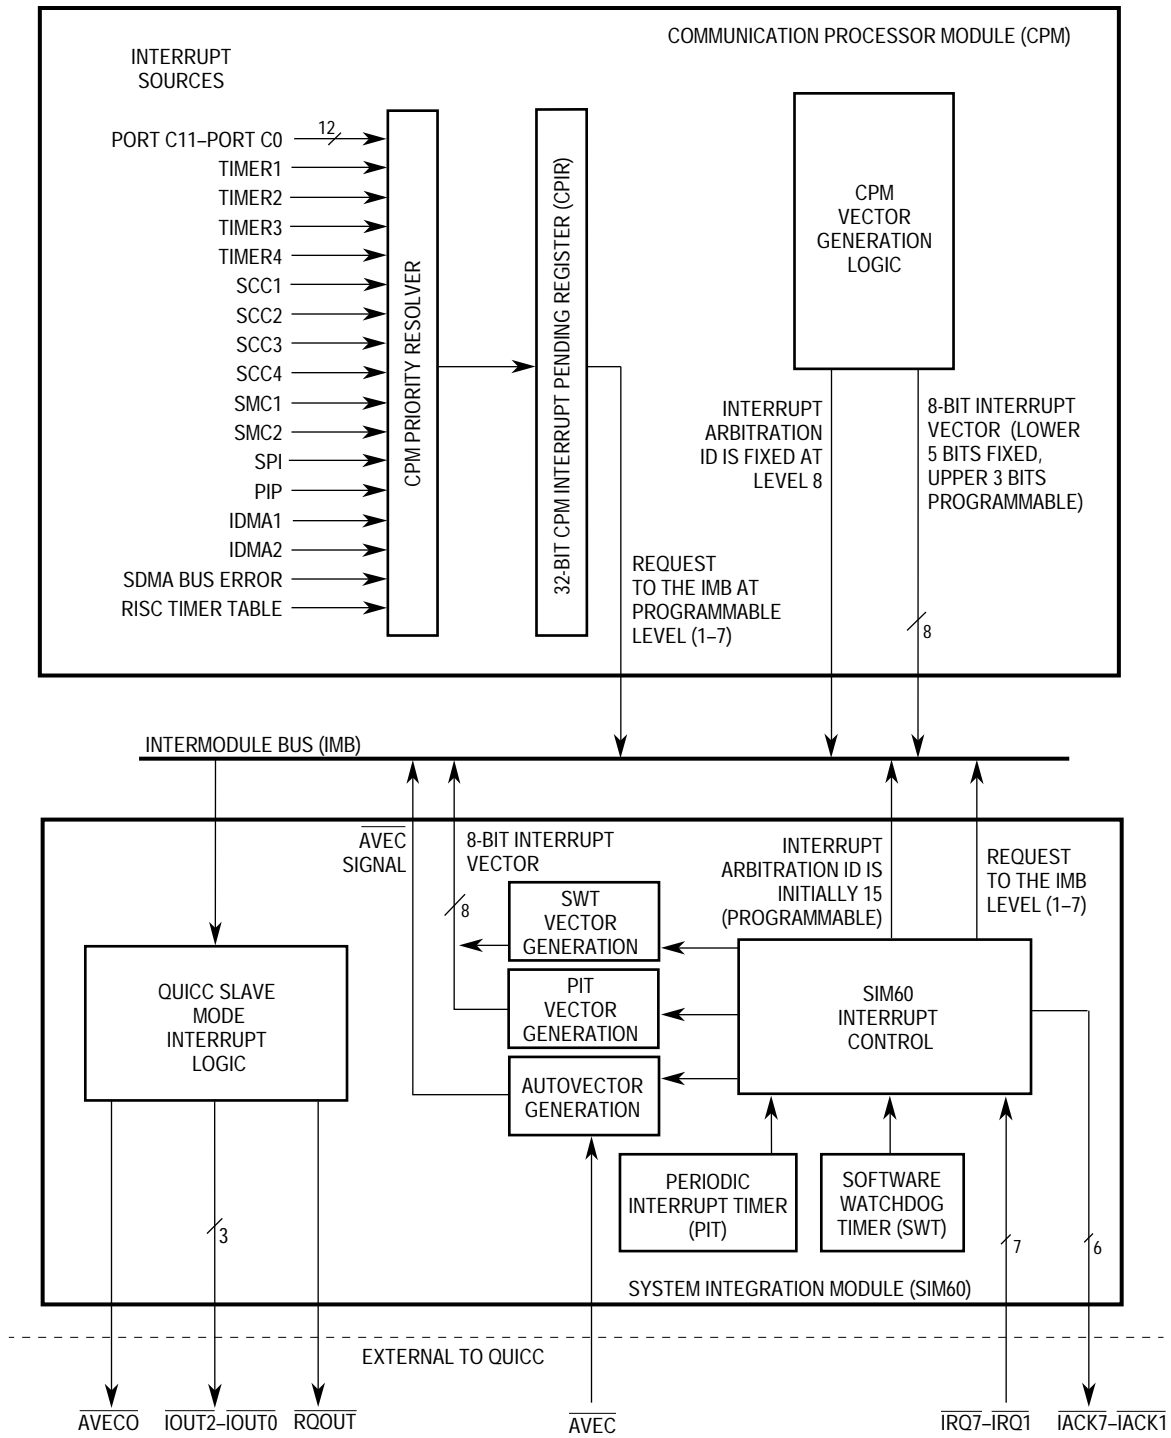 COMMUNICATION PROCESSOR MODULE (CPM)
INTERRUPT
SOURCES
PORT C11–PORT C0
12
TIMER1
TIMER2
TIMER3
TIMER4
SCC1
SCC2
SCC3
SCC4
SMC1
SMC2
SPI
PIP
IDMA1
IDMA2
SDMA BUS ERROR
RISC TIMER TABLE
CPM PRIORITY RESOLVER
32-BIT CPM INTERRUPT PENDING REGISTER (CPIR)
CPM
VECTOR
GENERATION
LOGIC
INTERRUPT
ARBITRATION
ID IS FIXED AT
LEVEL 8
8-BIT INTERRUPT
VECTOR (LOWER
5 BITS FIXED,
UPPER 3 BITS
PROGRAMMABLE)
REQUEST
TO THE IMB AT
PROGRAMMABLE
LEVEL (1–7)
8
INTERMODULE BUS (IMB)
AVEC
SIGNAL
8-BIT INTERRUPT
VECTOR
8
INTERRUPT
ARBITRATION ID IS
INITIALLY 15
(PROGRAMMABLE)
REQUEST
TO THE IMB
LEVEL (1–7)
SWT
VECTOR
GENERATION
PIT
VECTOR
GENERATION
AUTOVECTOR
GENERATION
QUICC SLAVE
MODE
INTERRUPT
LOGIC
SIM60
INTERRUPT
CONTROL
PERIODIC
INTERRUPT TIMER
(PIT)
SOFTWARE
WATCHDOG
TIMER (SWT)
3
7
6
SYSTEM INTEGRATION MODULE (SIM60)
EXTERNAL TO QUICC
AVECO
IOUT2–IOUT0
RQOUT
AVEC
IRQ7–IRQ1
IACK7–IACK1